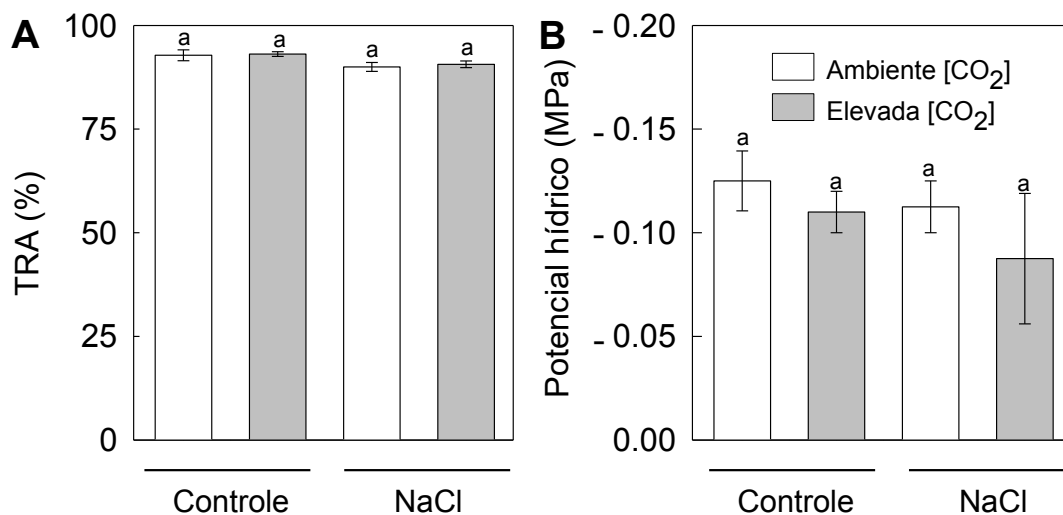 A
TRA (%)
100
75
50
25
0
a
a
a
a
Controle
NaCl
B
Potencial hídrico (MPa)
- 0.20
- 0.15
- 0.10
- 0.05
0.00
Ambiente [CO2]
Elevada [CO2]
a
a
a
a
Controle
NaCl